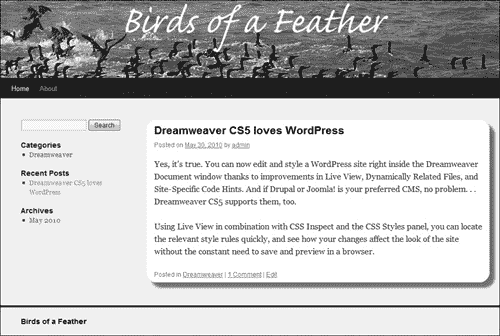 Birds of a Feather
Home About
Search
Categories
Dreamweaver
Recent Posts
Dreamweaver CS5 loves
WordPress
Archives
May 2010
Dreamweaver CS5 loves WordPress
Posted on May 30, 2010 by admin
Yes, it's true. You can now edit and style a WordPress site right inside the Dreamweaver
Document window thanks to improvements in Live View, Dynamically Related Files, and
Site-Specific Code Hints. And if Drupal or Joomla! is your preferred CMS, no problem. . .
Dreamweaver CS5 supports them, too.
Using Live View in combination with CSS Inspect and the CSS Styles panel, you can locate
the relevant style rules quickly, and see how your changes affect the look of the site
without the constant need to save and preview in a browser.
Posted in Dreamweaver | 1 Comment | Edit
Birds of a Feather